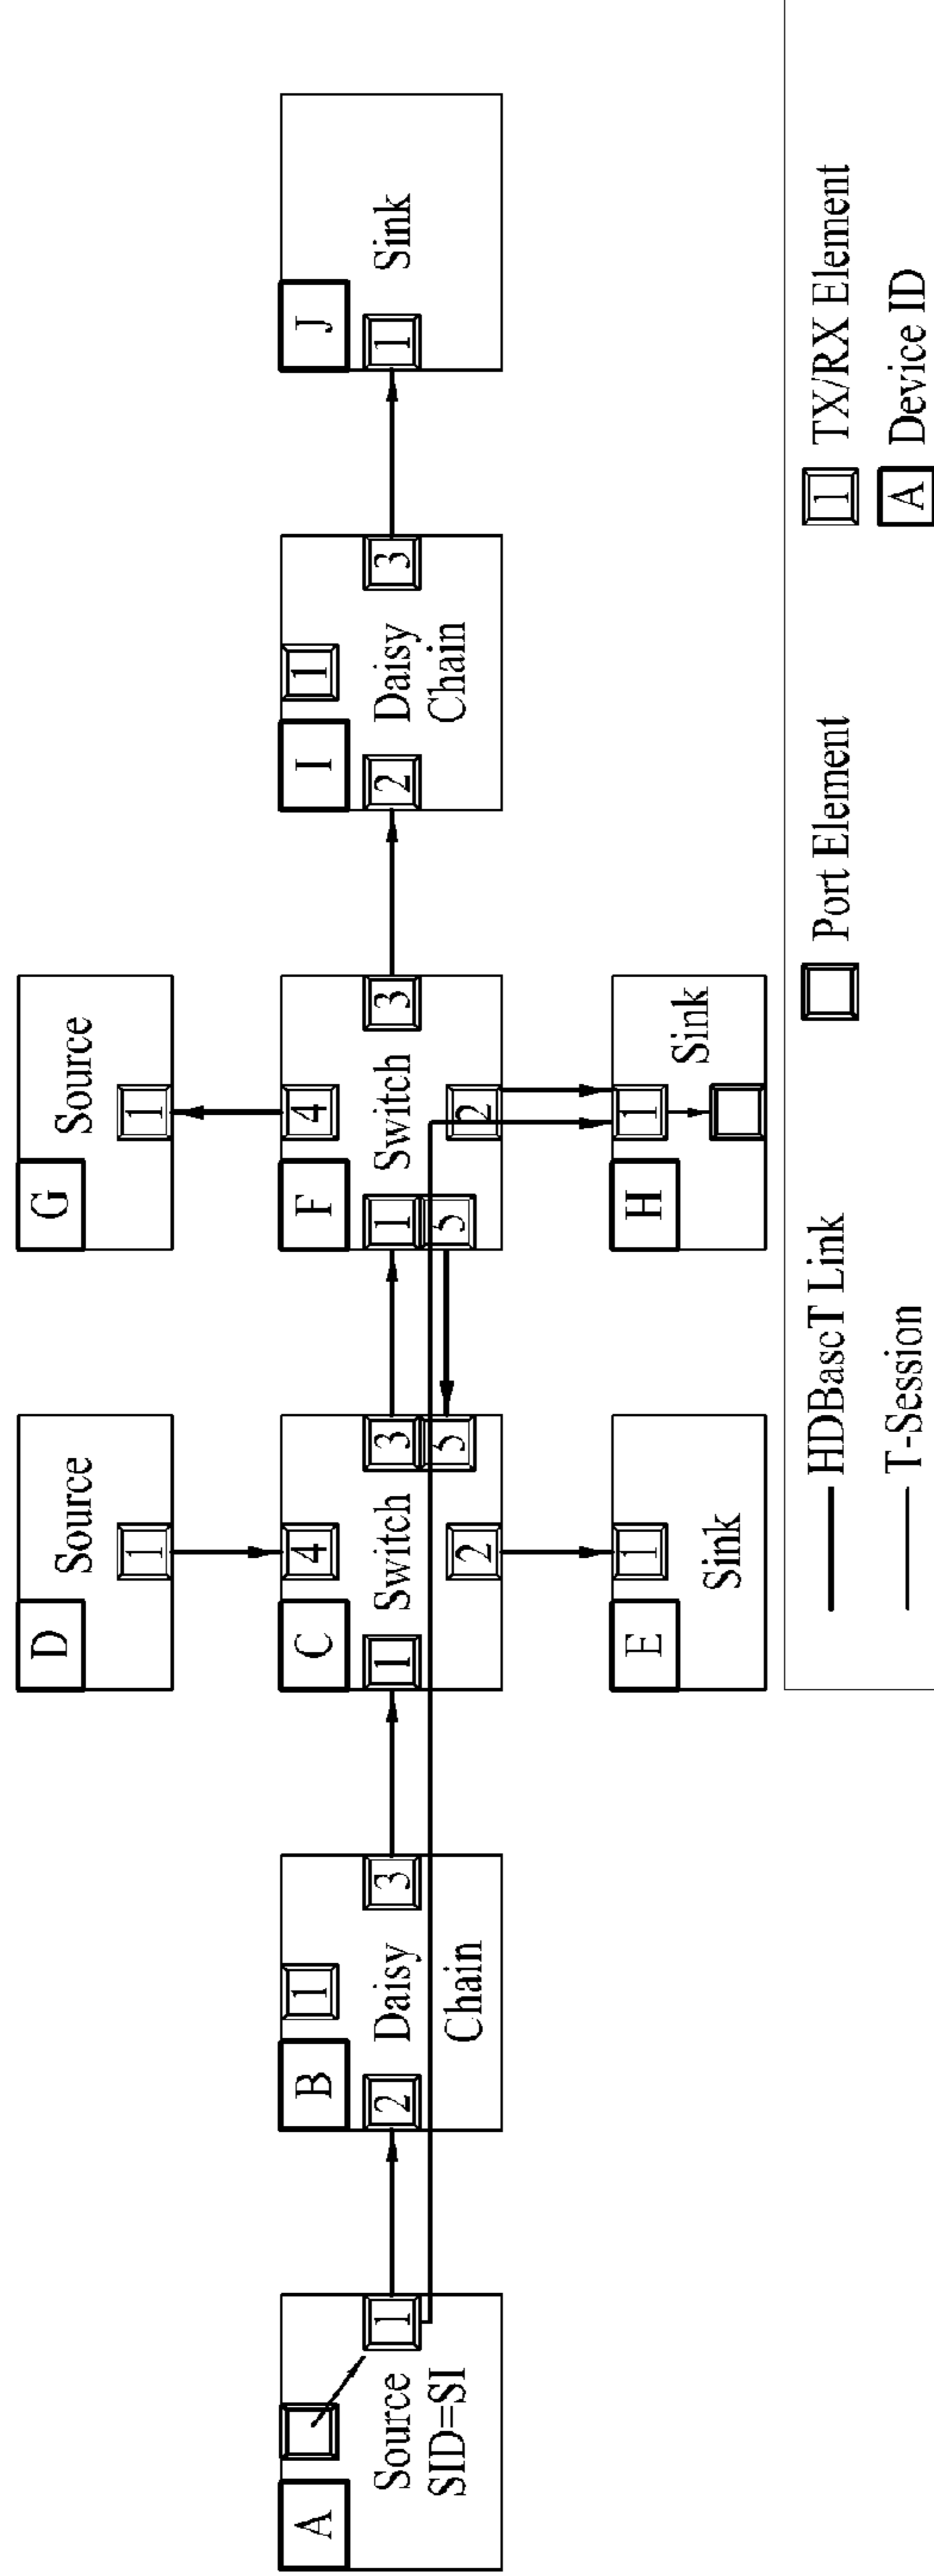 A
1
Source
SID=SI
B
1
2
3
Daisy
Chain
D
Source
1
C
4
1
3
5
Switch
2
E
1
Sink
G
Source
1
F
4
1
3
5
Switch
2
H
1
Sink
I
1
2
3
Daisy
Chain
J
1
Sink
HDBaseT Link
Port Element
1 TX/RX Element
T-Session
A Device ID